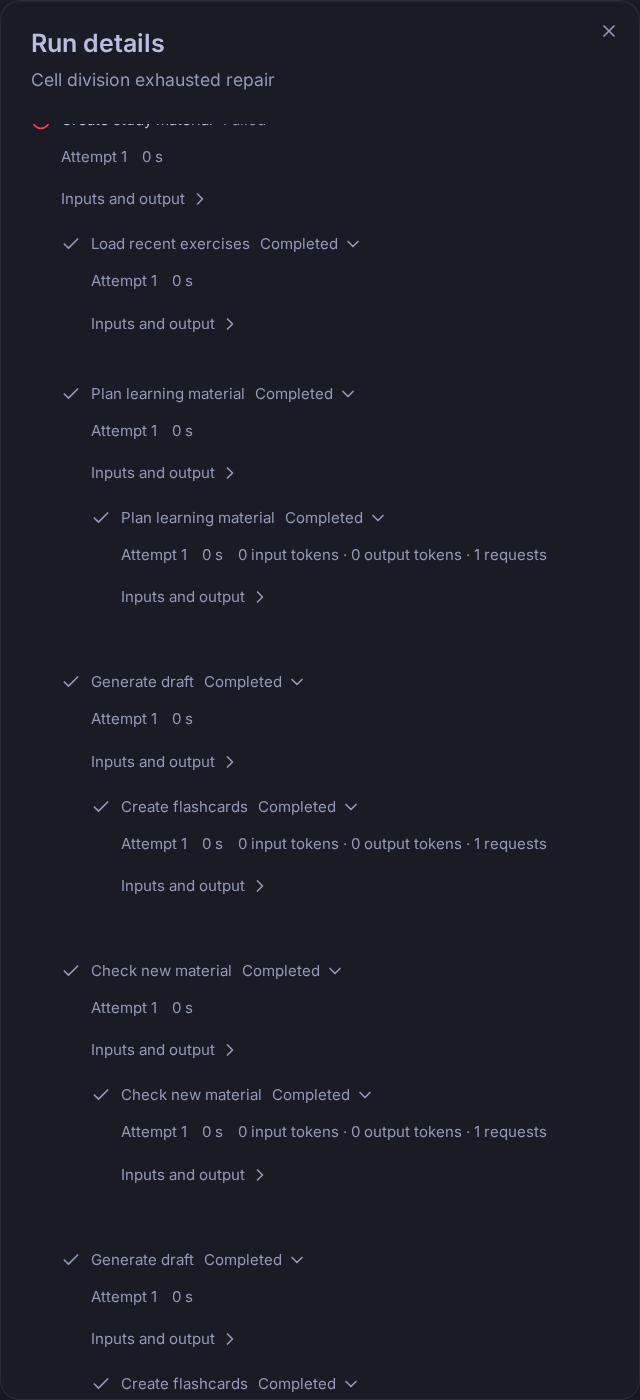 Run details
Cell division exhausted repair
Create study material Failed
Attempt 1 0 s
Inputs and output
Load recent exercises Completed
Attempt 1 0 s
Inputs and output
Plan learning material Completed
Attempt 1 0 s
Inputs and output
Plan learning material Completed
Attempt 1 0 s 0 input tokens · 0 output tokens · 1 requests
Inputs and output
Generate draft Completed
Attempt 1 0 s
Inputs and output
Create flashcards Completed
Attempt 1 0 s 0 input tokens · 0 output tokens · 1 requests
Inputs and output
Check new material Completed
Attempt 1 0 s
Inputs and output
Check new material Completed
Attempt 1 0 s 0 input tokens · 0 output tokens · 1 requests
Inputs and output
Generate draft Completed
Attempt 1 0 s
Inputs and output
Create flashcards Completed